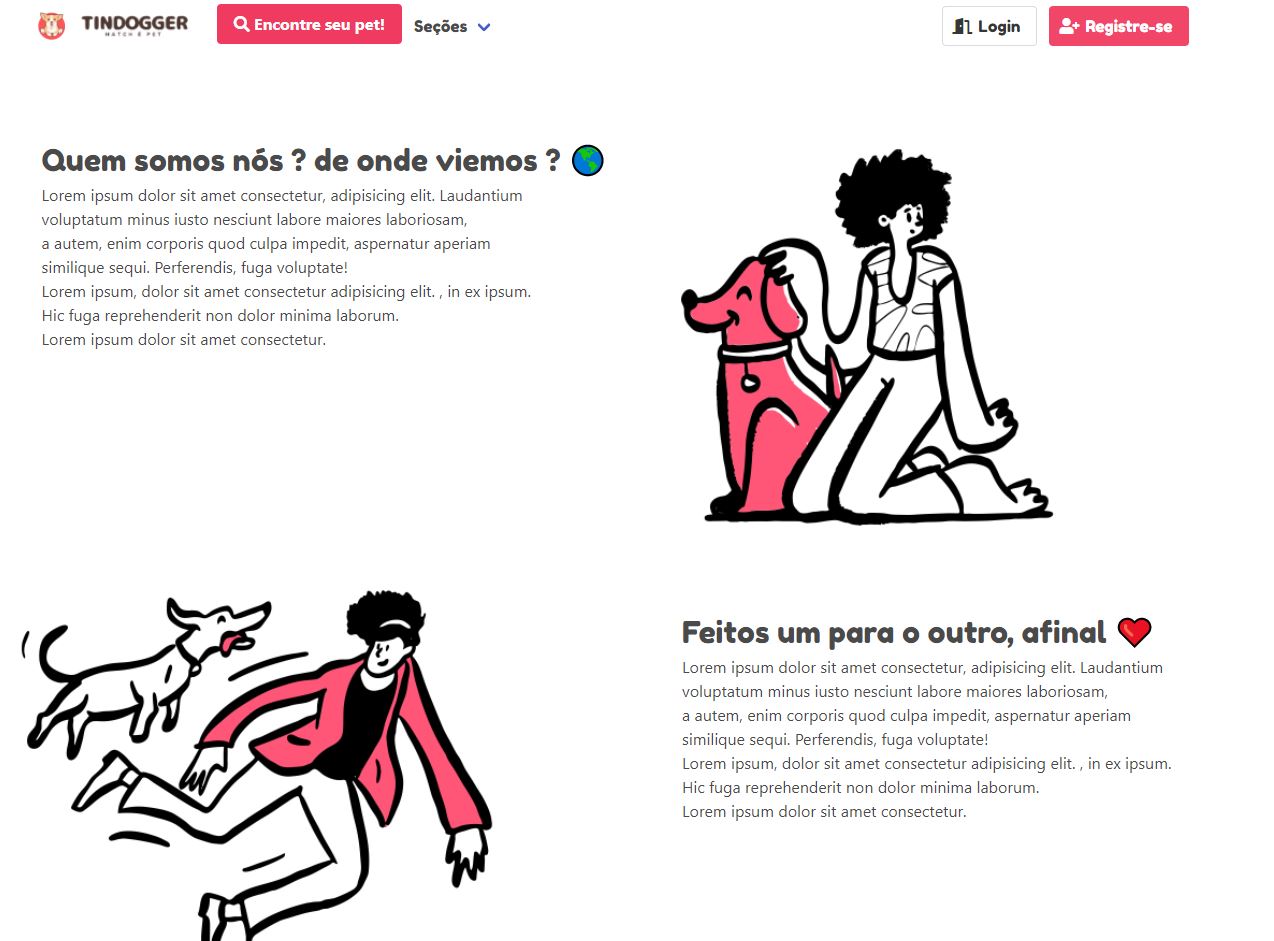 TINDOGGER
MATCH É PET
Encontre seu pet!
Seções
Login
Registre-se
Quem somos nós ? de onde viemos ? 🌎
Lorem ipsum dolor sit amet consectetur, adipisicing elit. Laudantium
voluptatum minus iusto nesciunt labore maiores laboriosam,
a autem, enim corporis quod culpa impedit, aspernatur aperiam
similique sequi. Perferendis, fuga voluptate!
Lorem ipsum, dolor sit amet consectetur adipisicing elit. , in ex ipsum.
Hic fuga reprehenderit non dolor minima laborum.
Lorem ipsum dolor sit amet consectetur.
Feitos um para o outro, afinal ❤️
Lorem ipsum dolor sit amet consectetur, adipisicing elit. Laudantium
voluptatum minus iusto nesciunt labore maiores laboriosam,
a autem, enim corporis quod culpa impedit, aspernatur aperiam
similique sequi. Perferendis, fuga voluptate!
Lorem ipsum, dolor sit amet consectetur adipisicing elit. , in ex ipsum.
Hic fuga reprehenderit non dolor minima laborum.
Lorem ipsum dolor sit amet consectetur.